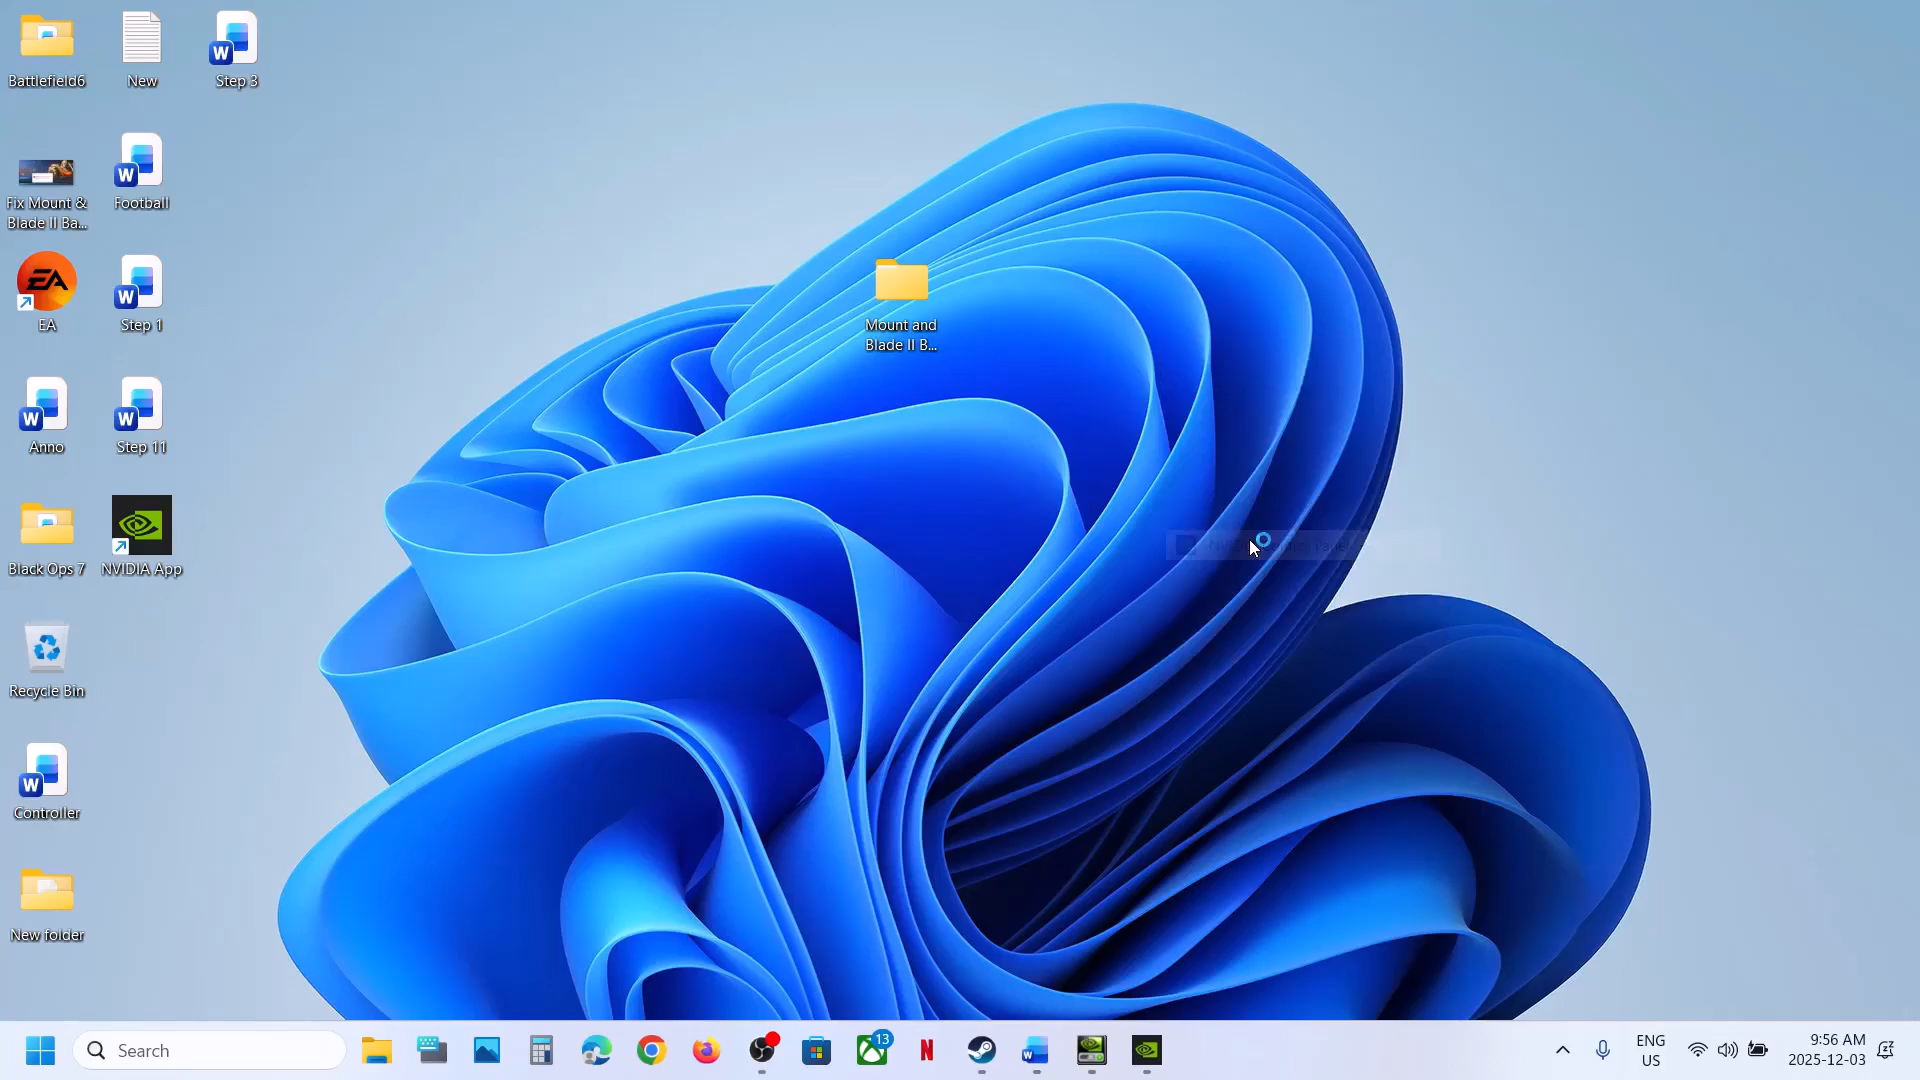 Battlefield6
New
Step 3
Fix Mount &
Blade II Ba...
Football
EA
Step 1
Mount and
Blade II B...
Anno
Step 11
Black Ops 7
NVIDIA App
Recycle Bin
Controller
New folder
Search
13
ENG
US
9:56 AM
2025-12-03